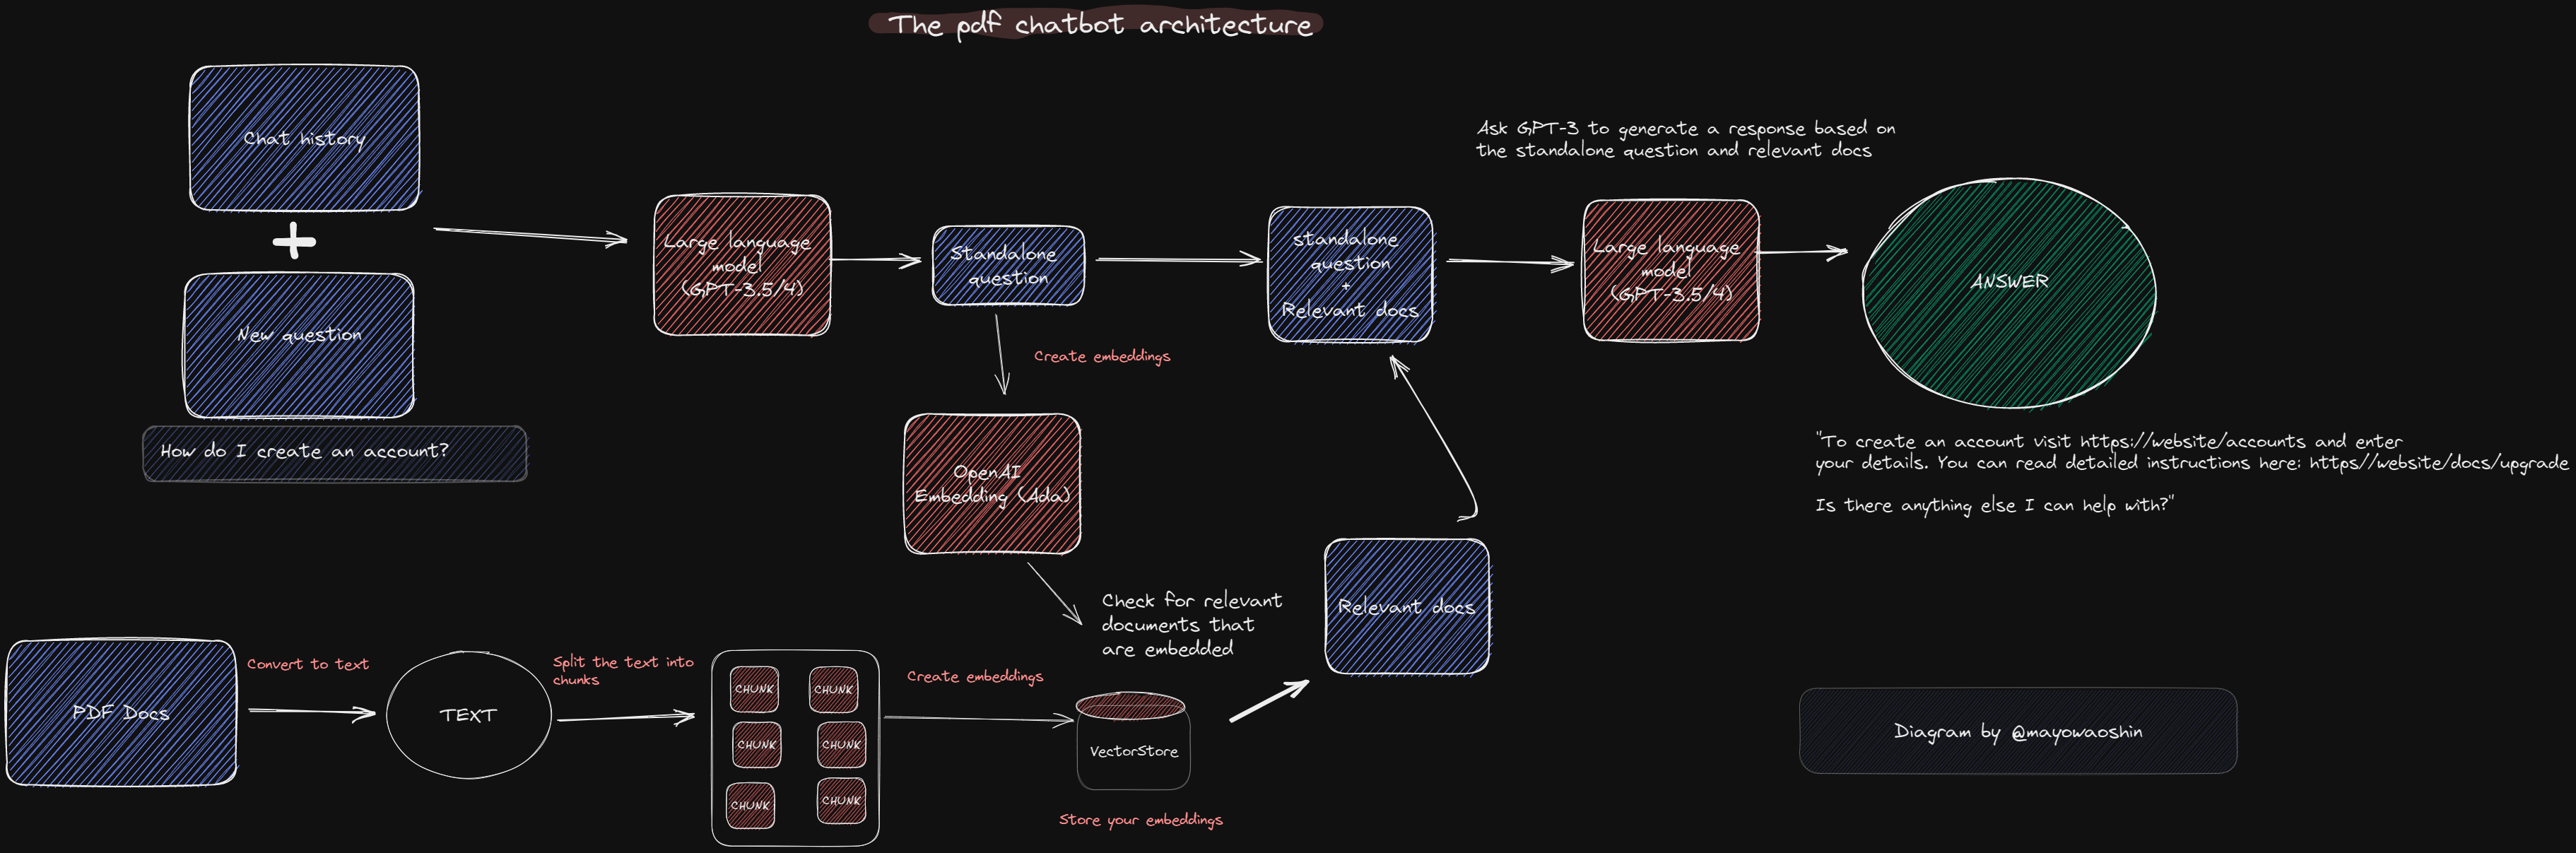 The pdf chatbot architecture
Chat history
New question
How do I create an account?
Large language
model
(GPT-3.5/4)
Standalone
question
Create embeddings
OpenAI
Embedding (Ada)
standalone
question
+
Relevant docs
Ask GPT-3 to generate a response based on
the standalone question and relevant docs
Large language
model
(GPT-3.5/4)
ANSWER
"To create an account visit https://website/accounts and enter
your details. You can read detailed instructions here: https//website/docs/upgrade
Is there anything else I can help with?"
PDF Docs
Convert to text
TEXT
Split the text into
chunks
CHUNK
CHUNK
CHUNK
CHUNK
CHUNK
CHUNK
Create embeddings
Check for relevant
documents that
are embedded
VectorStore
Store your embeddings
Relevant docs
Diagram by @mayowaoshin